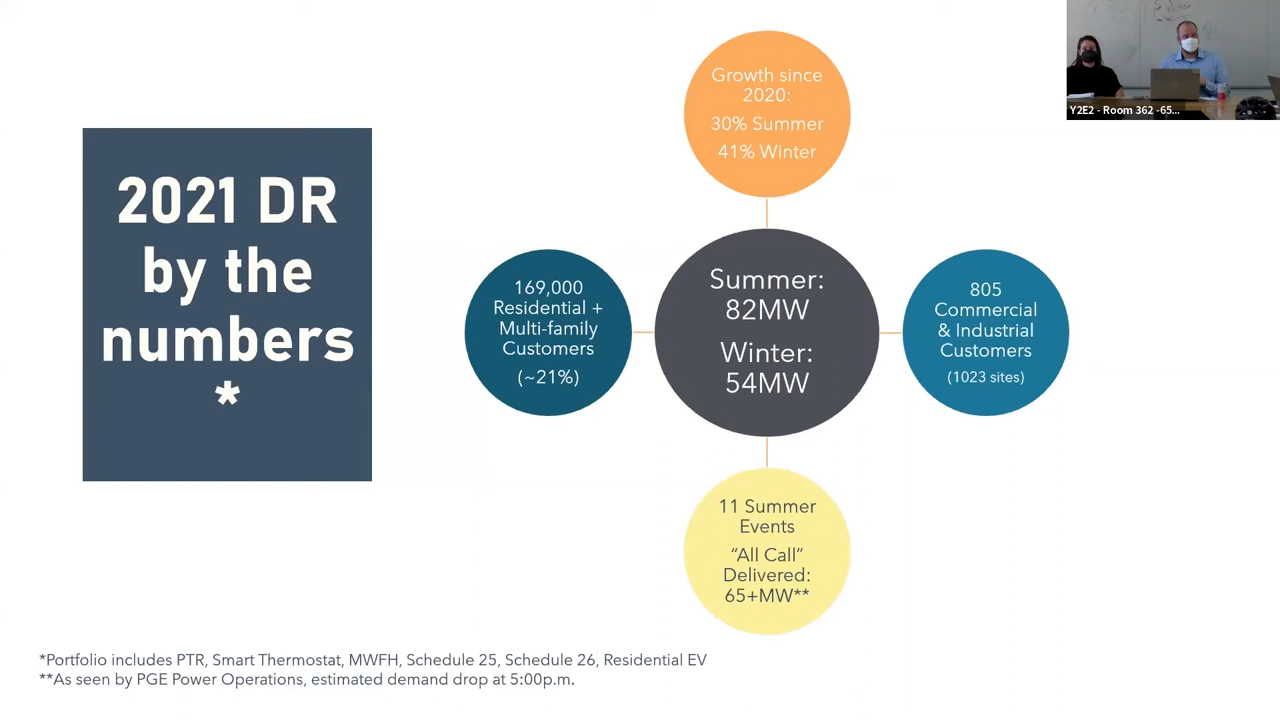 2021 DR
by the
numbers
*
Growth since
2020:
30% Summer
41% Winter
169,000
Residential +
Multi-family
Customers
(~21%)
Summer:
82MW
Winter:
54MW
805
Commercial
& Industrial
Customers
(1023 sites)
11 Summer
Events
“All Call”
Delivered:
65+MW**
*Portfolio includes PTR, Smart Thermostat, MWFH, Schedule 25, Schedule 26, Residential EV
**As seen by PGE Power Operations, estimated demand drop at 5:00p.m.
Y2E2 - Room 362 -65...